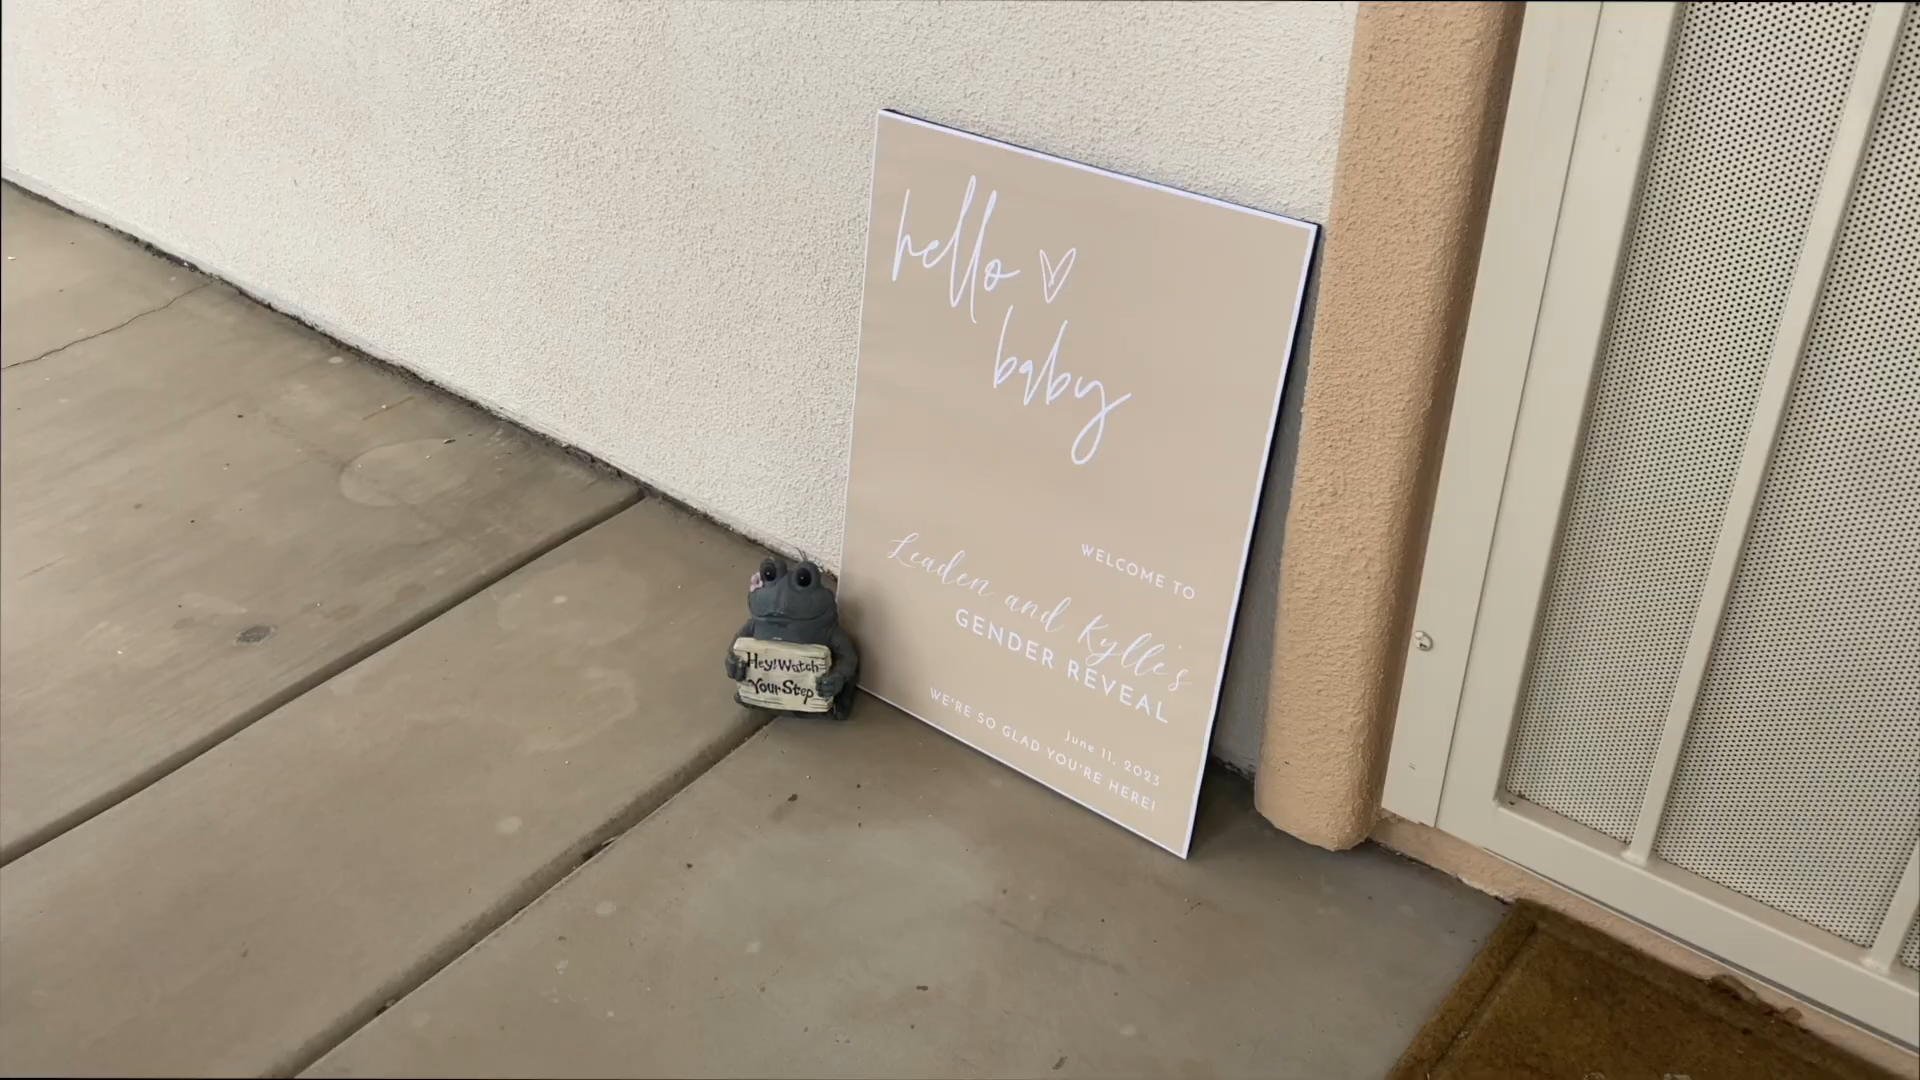 hello
baby
WELCOME TO
Leaden and Kylle's
GENDER REVEAL
June 11, 2023
WE'RE SO GLAD YOU'RE HERE!
Hey! Watch
Your Step